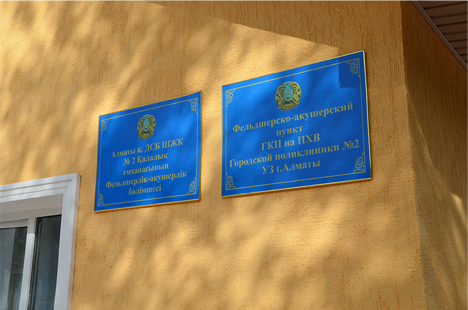 Алматы қ. ДСБ ШЖҚ
№ 2 Қалалық
емханасының
Фельдшерлік-акушерлік
бөлімшесі
Фельдшерско-акушерский
пункт
ГКП на ПХВ
Городской поликлиники №2
УЗ г.Алматы